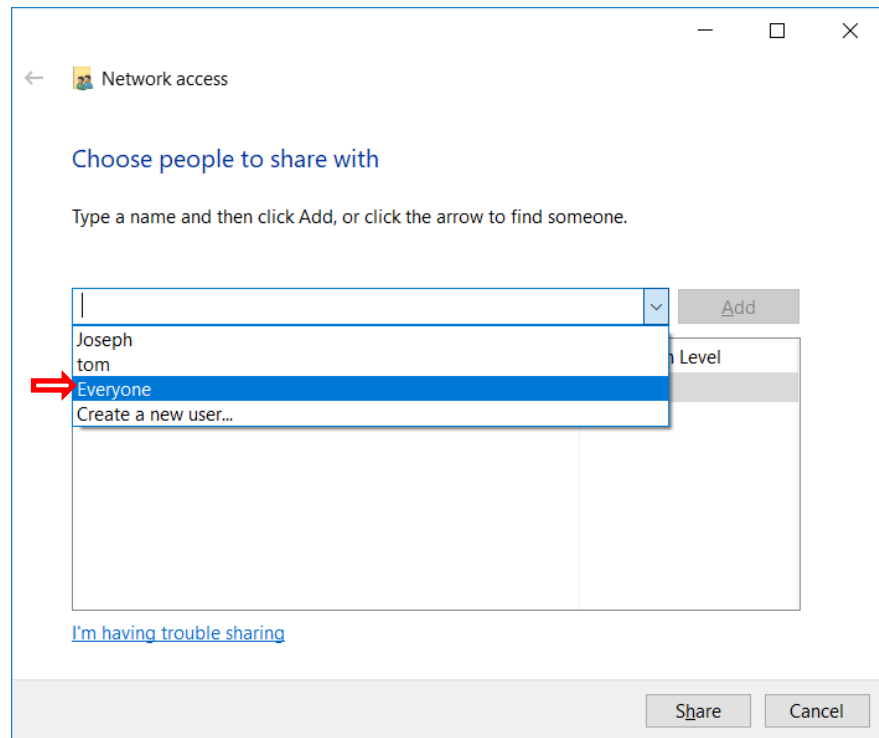 Network access
Choose people to share with
Type a name and then click Add, or click the arrow to find someone.
Add
Joseph
tom
Level
Everyone
Create a new user...
I'm having trouble sharing
Share
Cancel